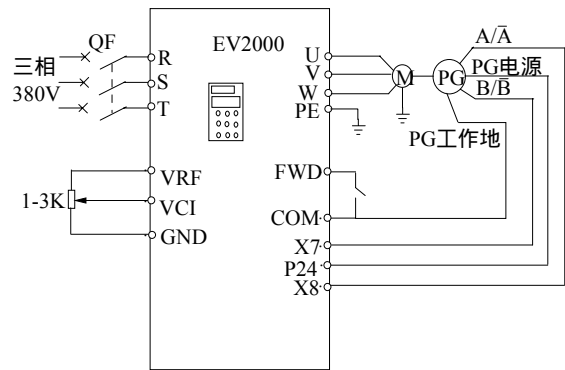 EV2000
QF
三相
380V
R
S
T
VRF
1-3K
VCI
GND
U
V
W
PE
M
PG
A/A̅
PG电源
B/B̅
PG工作地
FWD
COM
X7
P24
X8